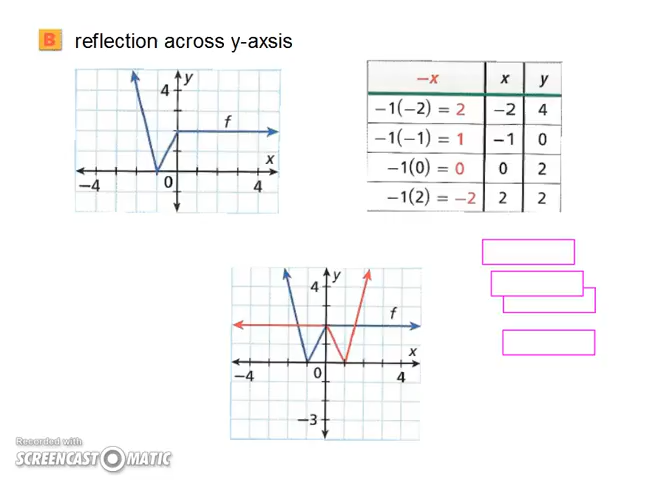 B reflection across y-axsis
y
4
f
x
−4
0
4
−x x y
−1(−2) = 2 −2 4
−1(−1) = 1 −1 0
−1(0) = 0 0 2
−1(2) = −2 2 2
y
4
f
x
−4
0
4
−3
Recorded with
SCREENCAST O MATIC